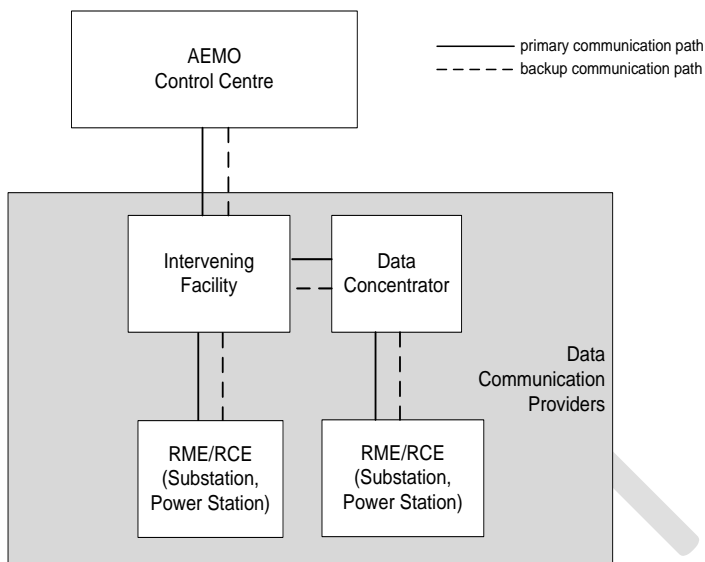 AEMO
Control Centre
primary communication path
backup communication path
Intervening
Facility
Data
Concentrator
Data
Communication
Providers
RME/RCE
(Substation,
Power Station)
RME/RCE
(Substation,
Power Station)